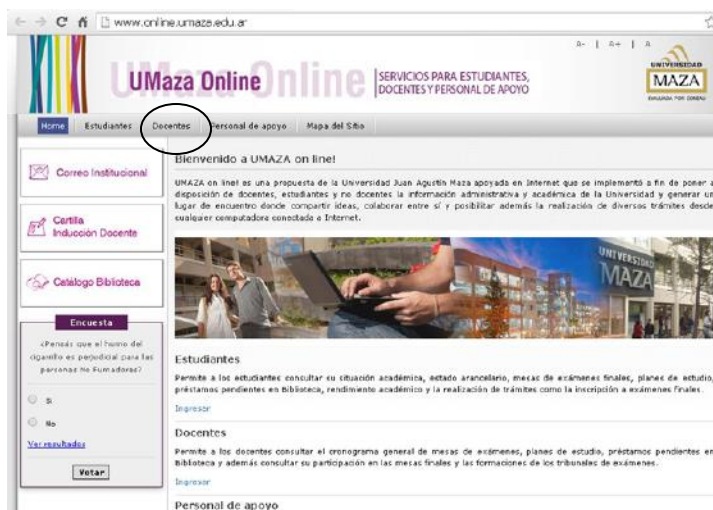 www.online.umaza.edu.ar
A- | A+ | A
UMaza Online
SERVICIOS PARA ESTUDIANTES,
DOCENTES Y PERSONAL DE APOYO
UNIVERSIDAD
MAZA
EVALUADA POR CONEAU
Home Estudiantes Docentes Personal de apoyo Mapa del Sitio
Correo Institucional
Cartilla
Inducción Docente
Catálogo Biblioteca
Encuesta
¿Pensás que el humo del
cigarrillo es perjudicial para las
personas No Fumadoras?
Si
No
Ver resultados
Votar
Bienvenido a UMAZA on line!
UMAZA on line! es una propuesta de la Universidad Juan Agustín Maza apoyada en Internet que se implementó a fin de poner a
disposición de docentes, estudiantes y no docentes la información administrativa y académica de la Universidad y generar un
lugar de encuentro donde compartir ideas, colaborar entre sí y posibilitar además la realización de diversos trámites desde
cualquier computadora conectada a Internet.
UNIVERSIDAD
MAZA
Estudiantes
Permite a los estudiantes consultar su situación académica, estado arancelario, mesas de exámenes finales, planes de estudio,
préstamos pendientes en Biblioteca, rendimiento académico y la realización de trámites como la inscripción a exámenes finales.
Ingresar
Docentes
Permite a los docentes consultar el cronograma general de mesas de exámenes, planes de estudio, préstamos pendientes en
Biblioteca y además consultar su participación en las mesas finales y las formaciones de los tribunales de exámenes.
Ingresar
Personal de apoyo